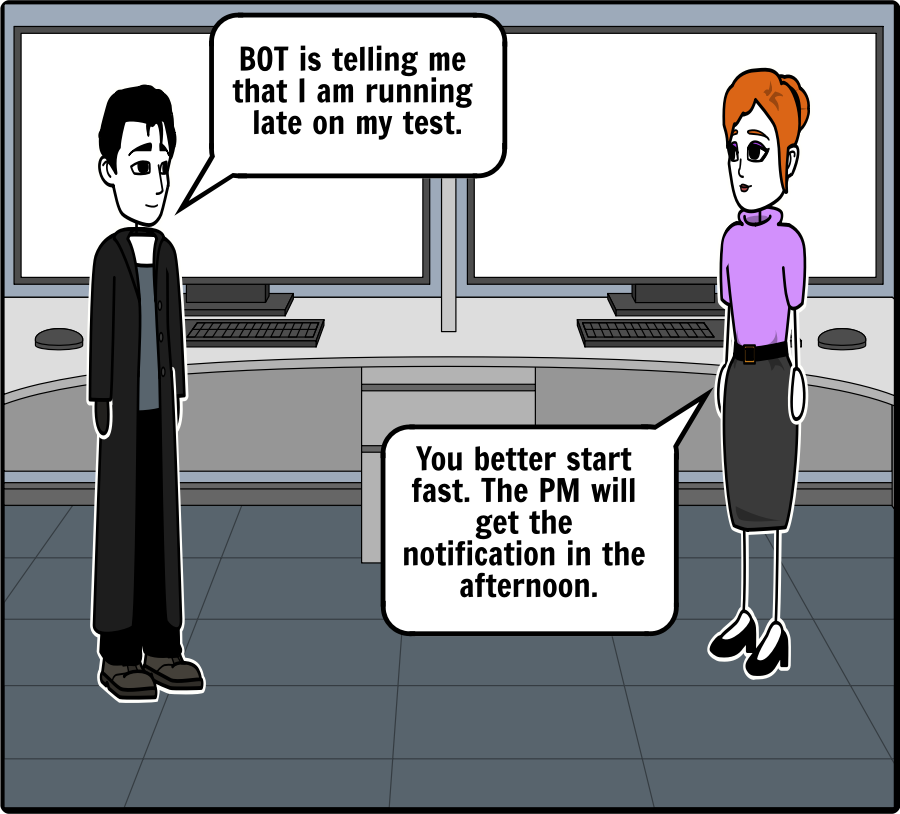 BOT is telling me
that I am running
late on my test.
You better start
fast. The PM will
get the
notification in the
afternoon.